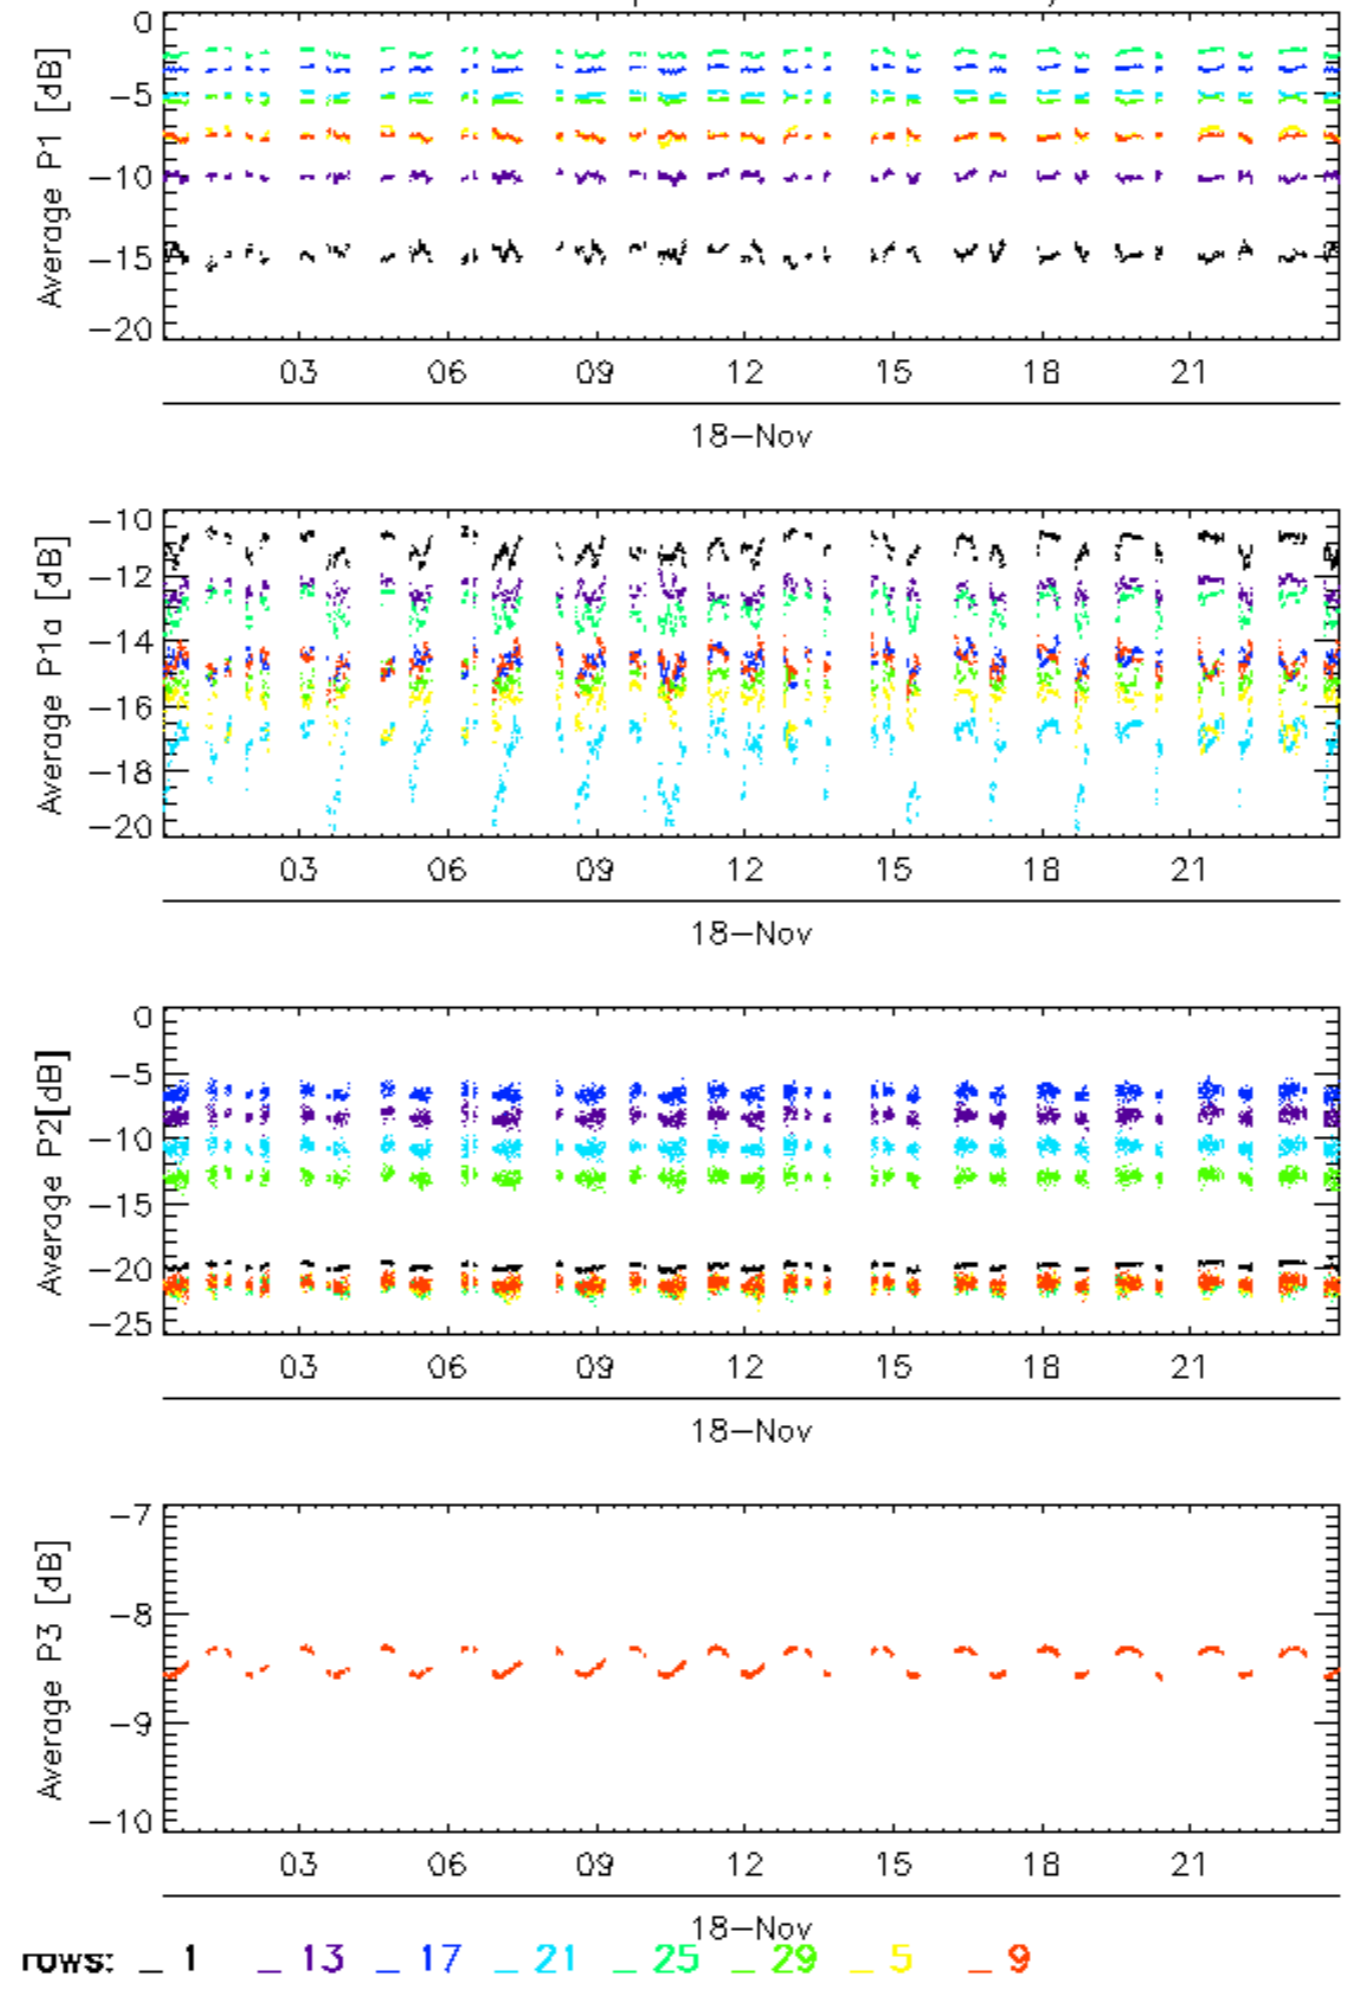 0
−5
−10
−15
−20
Average P1 [dB]
03 06 09 12 15 18 21
18−Nov
−10
−12
−14
−16
−18
−20
Average P1a [dB]
03 06 09 12 15 18 21
18−Nov
0
−5
−10
−15
−20
−25
Average P2[dB]
03 06 09 12 15 18 21
18−Nov
−7
−8
−9
−10
Average P3 [dB]
03 06 09 12 15 18 21
18−Nov
rows: _ 1 _ 13 _ 17 _ 21 _ 25 _ 29 _ 5 _ 9